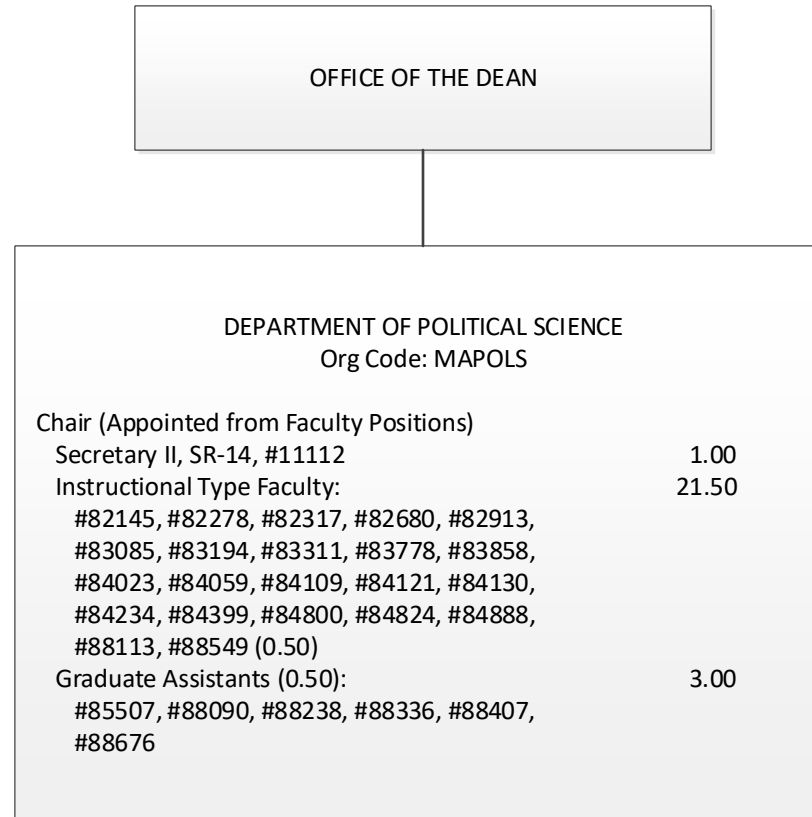 OFFICE OF THE DEAN
DEPARTMENT OF POLITICAL SCIENCE
Org Code: MAPOLS
Chair (Appointed from Faculty Positions)
Secretary II, SR-14, #11112 1.00
Instructional Type Faculty: 21.50
#82145, #82278, #82317, #82680, #82913,
#83085, #83194, #83311, #83778, #83858,
#84023, #84059, #84109, #84121, #84130,
#84234, #84399, #84800, #84824, #84888,
#88113, #88549 (0.50)
Graduate Assistants (0.50): 3.00
#85507, #88090, #88238, #88336, #88407,
#88676